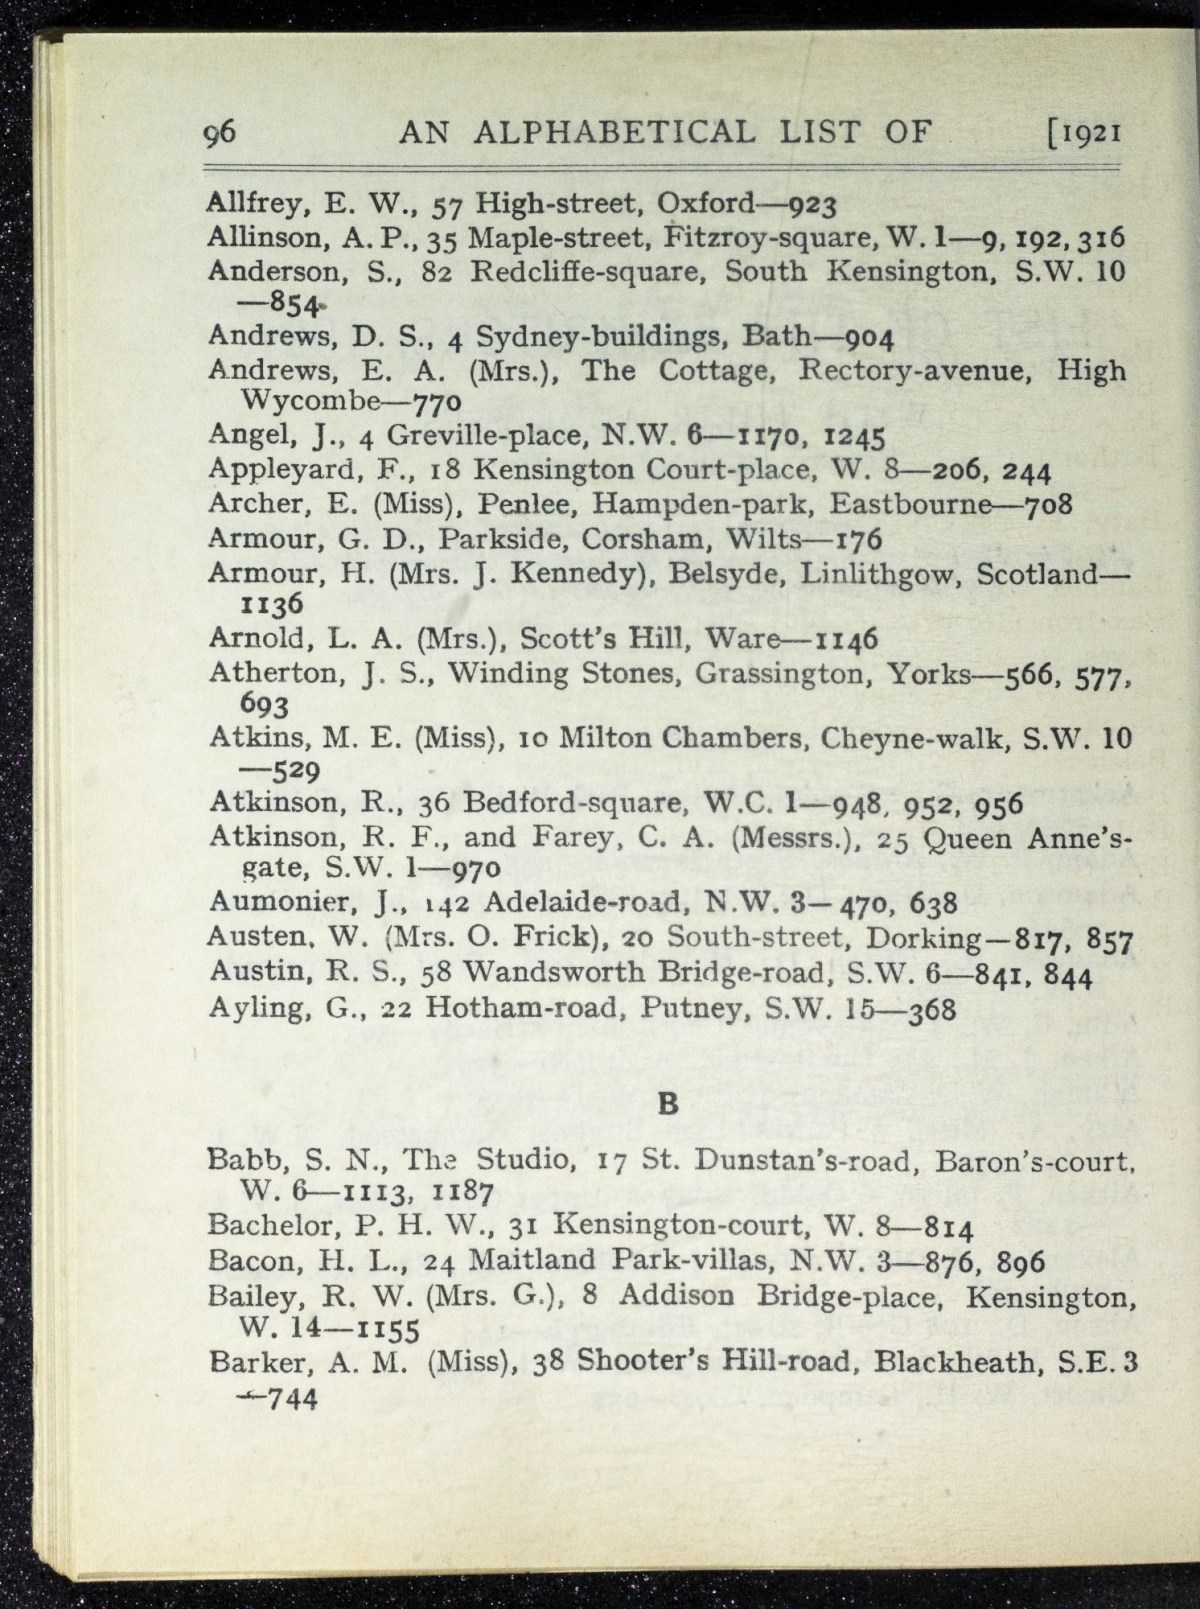 96 AN ALPHABETICAL LIST OF [1921
Allfrey, E. W., 57 High-street, Oxford—923
Allinson, A. P., 35 Maple-street, Fitzroy-square, W. 1—9, 192, 316
Anderson, S., 82 Redcliffe-square, South Kensington, S.W. 10
—854
Andrews, D. S., 4 Sydney-buildings, Bath—904
Andrews, E. A. (Mrs.), The Cottage, Rectory-avenue, High
Wycombe—770
Angel, J., 4 Greville-place, N.W. 6—1170, 1245
Appleyard, F., 18 Kensington Court-place, W. 8—206, 244
Archer, E. (Miss), Penlee, Hampden-park, Eastbourne—708
Armour, G. D., Parkside, Corsham, Wilts—176
Armour, H. (Mrs. J. Kennedy), Belsyde, Linlithgow, Scotland—
1136
Arnold, L. A. (Mrs.), Scott's Hill, Ware—1146
Atherton, J. S., Winding Stones, Grassington, Yorks—566, 577,
693
Atkins, M. E. (Miss), 10 Milton Chambers, Cheyne-walk, S.W. 10
—529
Atkinson, R., 36 Bedford-square, W.C. 1—948, 952, 956
Atkinson, R. F., and Farey, C. A. (Messrs.), 25 Queen Anne's-
gate, S.W. 1—970
Aumonier, J., 142 Adelaide-road, N.W. 3—470, 638
Austen, W. (Mrs. O. Frick), 20 South-street, Dorking—817, 857
Austin, R. S., 58 Wandsworth Bridge-road, S.W. 6—841, 844
Ayling, G., 22 Hotham-road, Putney, S.W. 15—368
B
Babb, S. N., The Studio, 17 St. Dunstan's-road, Baron's-court,
W. 6—1113, 1187
Bachelor, P. H. W., 31 Kensington-court, W. 8—814
Bacon, H. L., 24 Maitland Park-villas, N.W. 3—876, 896
Bailey, R. W. (Mrs. G.), 8 Addison Bridge-place, Kensington,
W. 14—1155
Barker, A. M. (Miss), 38 Shooter's Hill-road, Blackheath, S.E. 3
—744